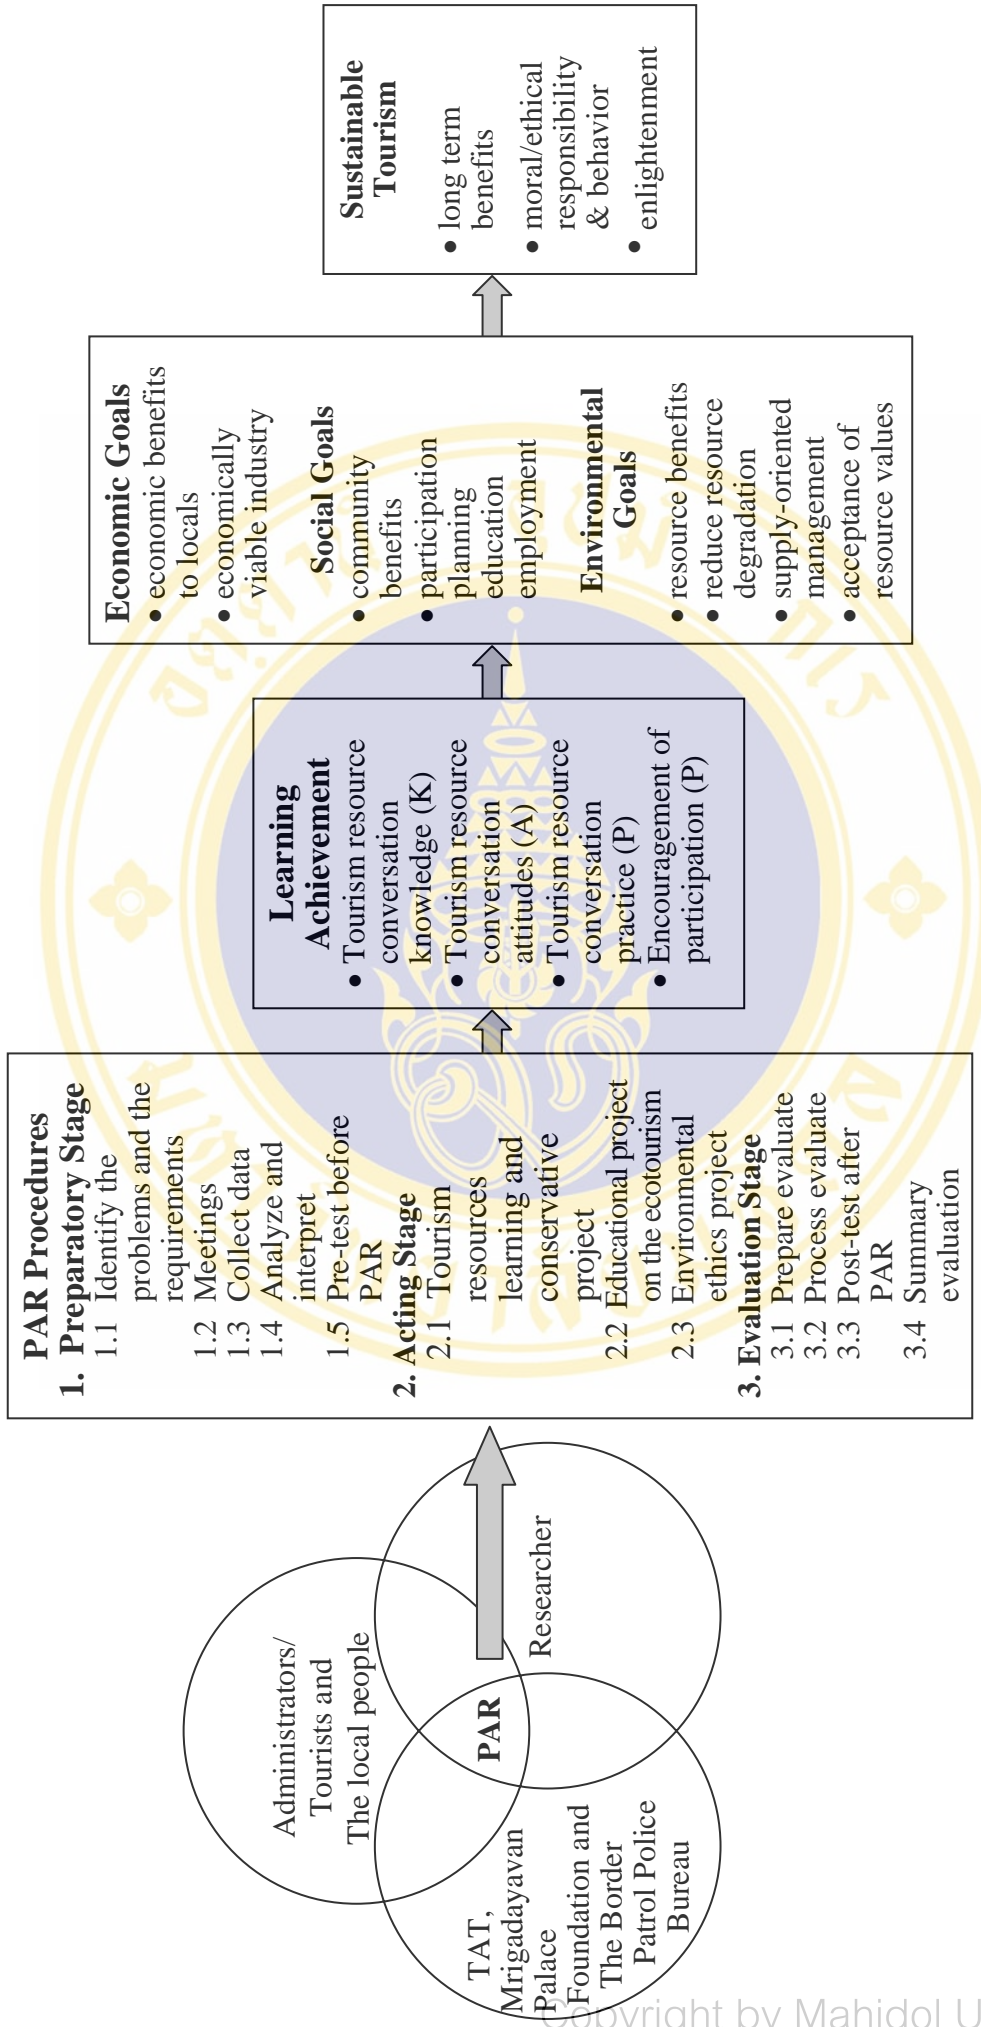 Administrators/
Tourists and
The local people
TAT,
Mrigadayavan
Palace
Foundation and
The Border
Patrol Police
Bureau
PAR
Researcher
PAR Procedures
1. Preparatory Stage
1.1 Identify the
problems and the
requirements
1.2 Meetings
1.3 Collect data
1.4 Analyze and
interpret
1.5 Pre-test before
PAR
2. Acting Stage
2.1 Tourism
resources
learning and
conservative
project
2.2 Educational project
on the ecotourism
2.3 Environmental
ethics project
3. Evaluation Stage
3.1 Prepare evaluate
3.2 Process evaluate
3.3 Post-test after
PAR
3.4 Summary
evaluation
Learning
Achievement
• Tourism resource
conversation
knowledge (K)
• Tourism resource
conversation
attitudes (A)
• Tourism resource
conversation
practice (P)
• Encouragement of
participation (P)
Economic Goals
• economic benefits
to locals
• economically
viable industry
Social Goals
• community
benefits
• participation
planning
education
employment
Environmental
Goals
• resource benefits
• reduce resource
degradation
• supply-oriented
management
• acceptance of
resource values
Sustainable
Tourism
• long term
benefits
• moral/ethical
responsibility
& behavior
• enlightenment
Copyright by Mahidol U